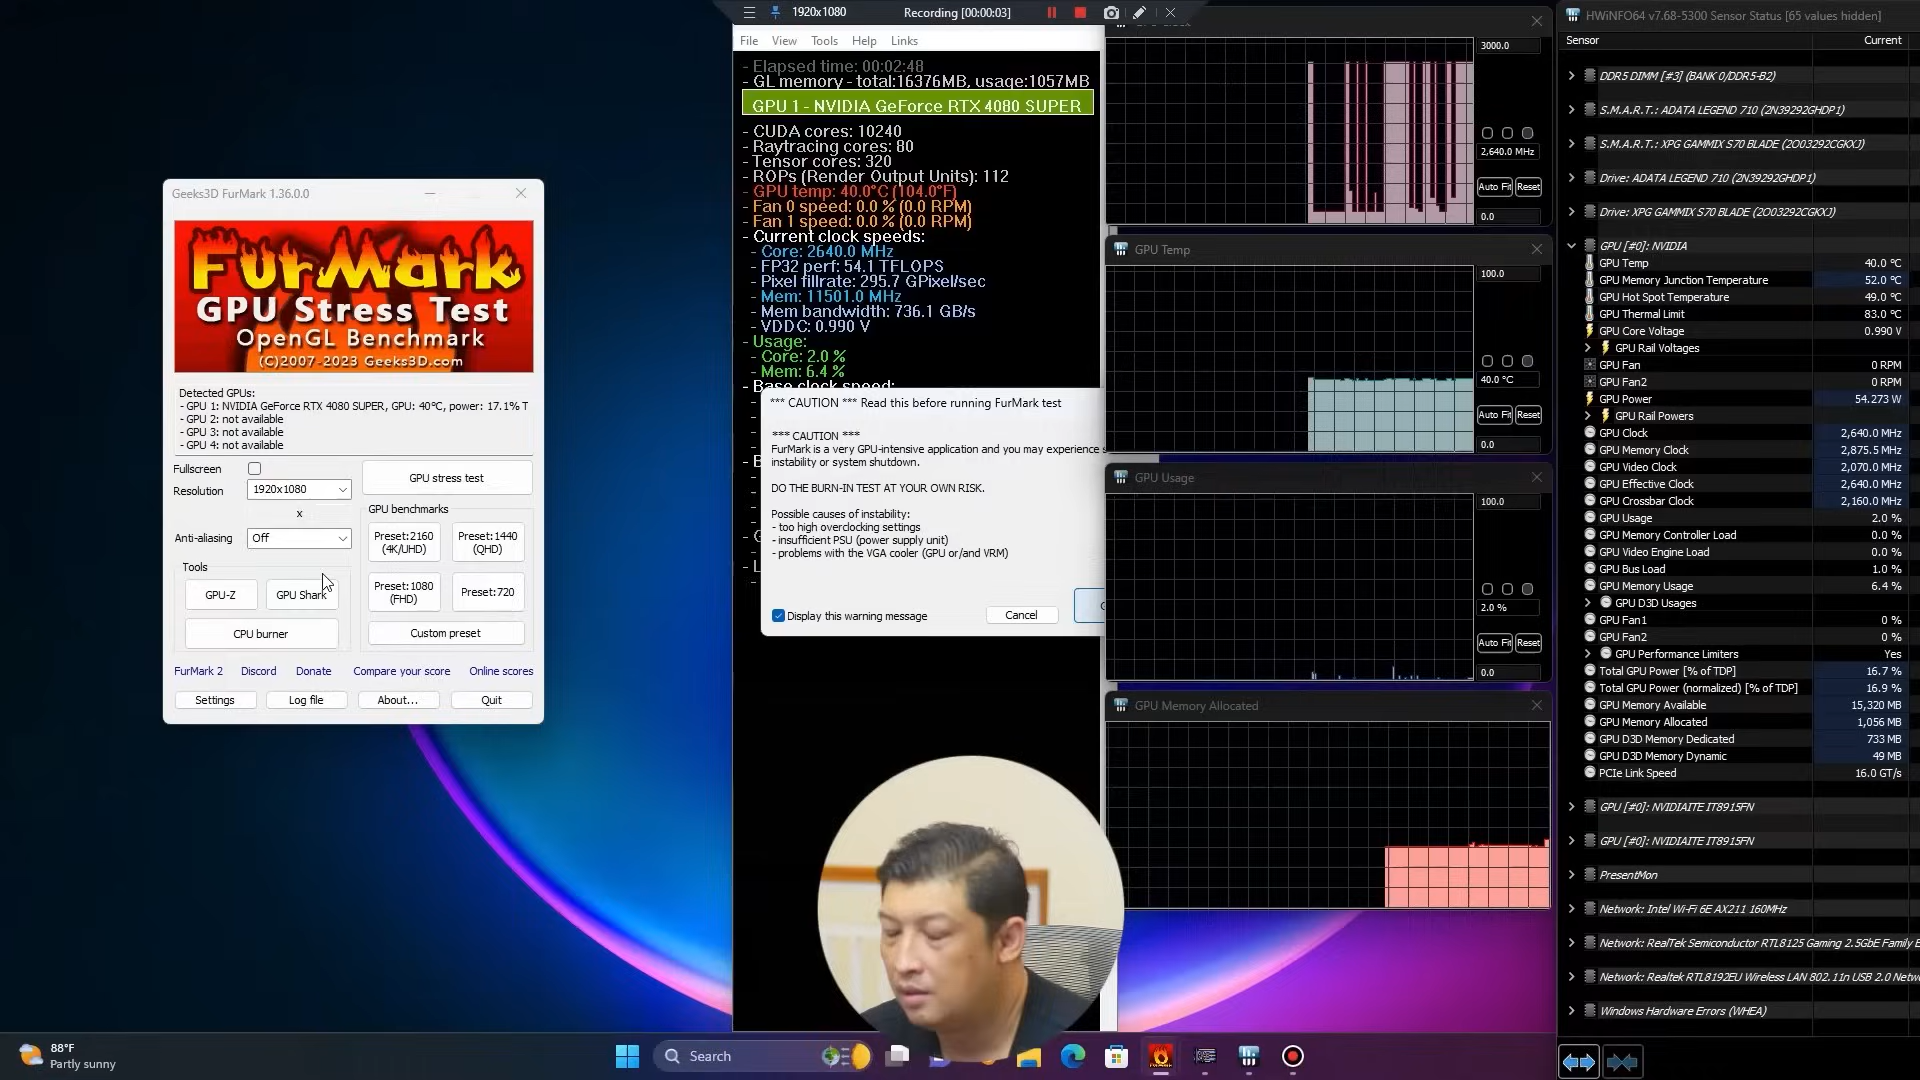 1920x1080
Recording [00:00:03]
File View Tools Help Links
- Elapsed time: 00:02:48
- GL memory - total:16376MB, usage:1057MB
GPU 1 - NVIDIA GeForce RTX 4080 SUPER
- CUDA cores: 10240
- Raytracing cores: 80
- Tensor cores: 320
- ROPs (Render Output Units): 112
- GPU temp: 40.0°C (104.0°F)
- Fan 0 speed: 0.0 % (0.0 RPM)
- Fan 1 speed: 0.0 % (0.0 RPM)
- Current clock speeds:
- Core: 2640.0 MHz
- FP32 perf: 54.1 TFLOPS
- Pixel fillrate: 295.7 GPixel/sec
- Mem: 11501.0 MHz
- Mem bandwidth: 736.1 GB/s
- VDDC: 0.990 V
- Usage:
- Core: 2.0 %
- Mem: 6.4 %
- Base clock speed:
Geeks3D FurMark 1.36.0.0
FurMark
GPU Stress Test
OpenGL Benchmark
(C)2007-2023 Geeks3D.com
Detected GPUs:
- GPU 1: NVIDIA GeForce RTX 4080 SUPER, GPU: 40°C, power: 17.1% T
- GPU 2: not available
- GPU 3: not available
- GPU 4: not available
Fullscreen
Resolution 1920x1080
x
Anti-aliasing Off
GPU stress test
GPU benchmarks
Preset:2160
(4K/UHD)
Preset:1440
(QHD)
Preset:1080
(FHD)
Preset:720
Custom preset
Tools
GPU-Z GPU Shark
CPU burner
FurMark 2 Discord Donate Compare your score Online scores
Settings Log file About... Quit
*** CAUTION *** Read this before running FurMark test
*** CAUTION ***
FurMark is a very GPU-intensive application and you may experience s
instability or system shutdown.
DO THE BURN-IN TEST AT YOUR OWN RISK.
Possible causes of instability:
- too high overclocking settings
- insufficient PSU (power supply unit)
- problems with the VGA cooler (GPU or/and VRM)
Display this warning message
Cancel
3000.0
2,640.0 MHz
Auto Fit Reset
0.0
GPU Temp
100.0
40.0 °C
Auto Fit Reset
0.0
GPU Usage
100.0
2.0 %
Auto Fit Reset
0.0
GPU Memory Allocated
HWiNFO64 v7.68-5300 Sensor Status [65 values hidden]
Sensor Current
DDR5 DIMM [#3] (BANK 0/DDR5-B2)
S.M.A.R.T.: ADATA LEGEND 710 (2N39292GHDP1)
S.M.A.R.T.: XPG GAMMIX S70 BLADE (2O03292CGKXJ)
Drive: ADATA LEGEND 710 (2N39292GHDP1)
Drive: XPG GAMMIX S70 BLADE (2O03292CGKXJ)
GPU [#0]: NVIDIA
GPU Temp 40.0 °C
GPU Memory Junction Temperature 52.0 °C
GPU Hot Spot Temperature 49.0 °C
GPU Thermal Limit 83.0 °C
GPU Core Voltage 0.990 V
GPU Rail Voltages
GPU Fan 0 RPM
GPU Fan2 0 RPM
GPU Power 54.273 W
GPU Rail Powers
GPU Clock 2,640.0 MHz
GPU Memory Clock 2,875.5 MHz
GPU Video Clock 2,070.0 MHz
GPU Effective Clock 2,640.0 MHz
GPU Crossbar Clock 2,160.0 MHz
GPU Usage 2.0 %
GPU Memory Controller Load 0.0 %
GPU Video Engine Load 0.0 %
GPU Bus Load 1.0 %
GPU Memory Usage 6.4 %
GPU D3D Usages
GPU Fan1 0 %
GPU Fan2 0 %
GPU Performance Limiters Yes
Total GPU Power [% of TDP] 16.7 %
Total GPU Power (normalized) [% of TDP] 16.9 %
GPU Memory Available 15,320 MB
GPU Memory Allocated 1,056 MB
GPU D3D Memory Dedicated 733 MB
GPU D3D Memory Dynamic 49 MB
PCIe Link Speed 16.0 GT/s
GPU [#0]: NVIDIAITE IT8915FN
GPU [#0]: NVIDIAITE IT8915FN
PresentMon
Network: Intel Wi-Fi 6E AX211 160MHz
Network: RealTek Semiconductor RTL8125 Gaming 2.5GbE Family E
Network: Realtek RTL8192EU Wireless LAN 802.11n USB 2.0 Netw
Windows Hardware Errors (WHEA)
88°F
Partly sunny
Search